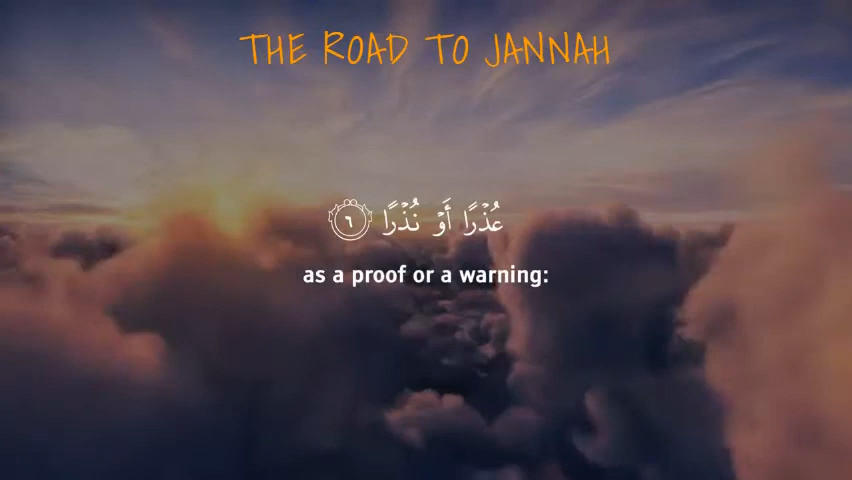 THE ROAD TO JANNAH
عُذْرًا أَوْ نُذْرًا ٦
as a proof or a warning: